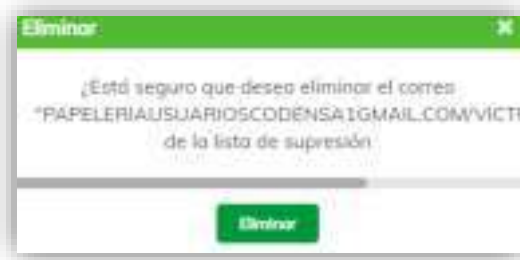 Eliminar ×
¿Está seguro que desea eliminar el correo
"PAPELERIAUSUARIOSCODENSA1GMAIL.COM/VICT
de la lista de supresión
Eliminar